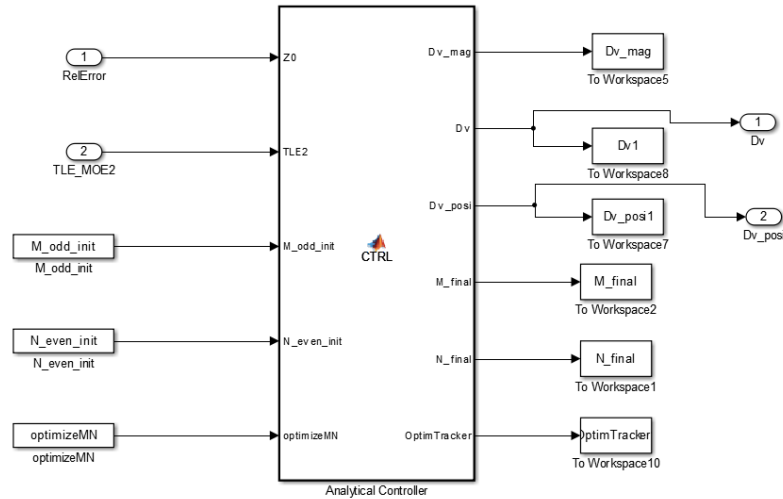 1
RelError
2
TLE_MOE2
M_odd_init
M_odd_init
N_even_init
N_even_init
optimizeMN
optimizeMN
Z0
TLE2
M_odd_init
N_even_init
optimizeMN
CTRL
Dv_mag
Dv
Dv_posi
M_final
N_final
OptimTracker
Analytical Controller
Dv_mag
To Workspace5
Dv1
To Workspace8
Dv_posi1
To Workspace7
M_final
To Workspace2
N_final
To Workspace1
OptimTracker
To Workspace10
1
Dv
2
Dv_posi